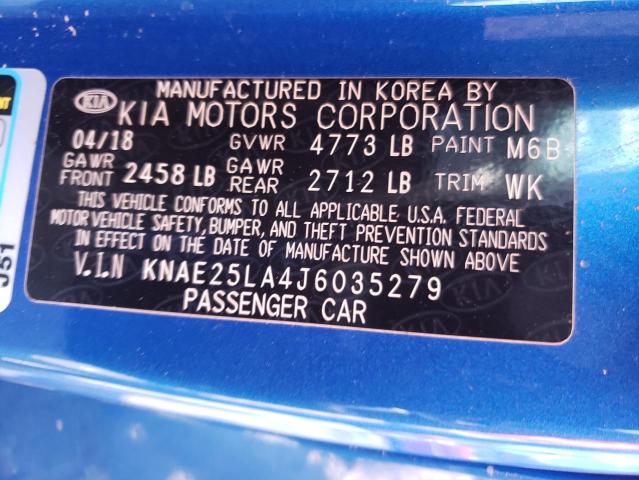 MANUFACTURED IN KOREA BY
KIA KIA MOTORS CORPORATION
04/18 GVWR 4773 LB PAINT M6B
GAWR FRONT 2458 LB GAWR REAR 2712 LB TRIM WK
THIS VEHICLE CONFORMS TO ALL APPLICABLE U.S.A. FEDERAL
MOTOR VEHICLE SAFETY, BUMPER, AND THEFT PREVENTION STANDARDS
IN EFFECT ON THE DATE OF MANUFACTURE SHOWN ABOVE
V.I.N KNAE25LA4J6035279
PASSENGER CAR
J51